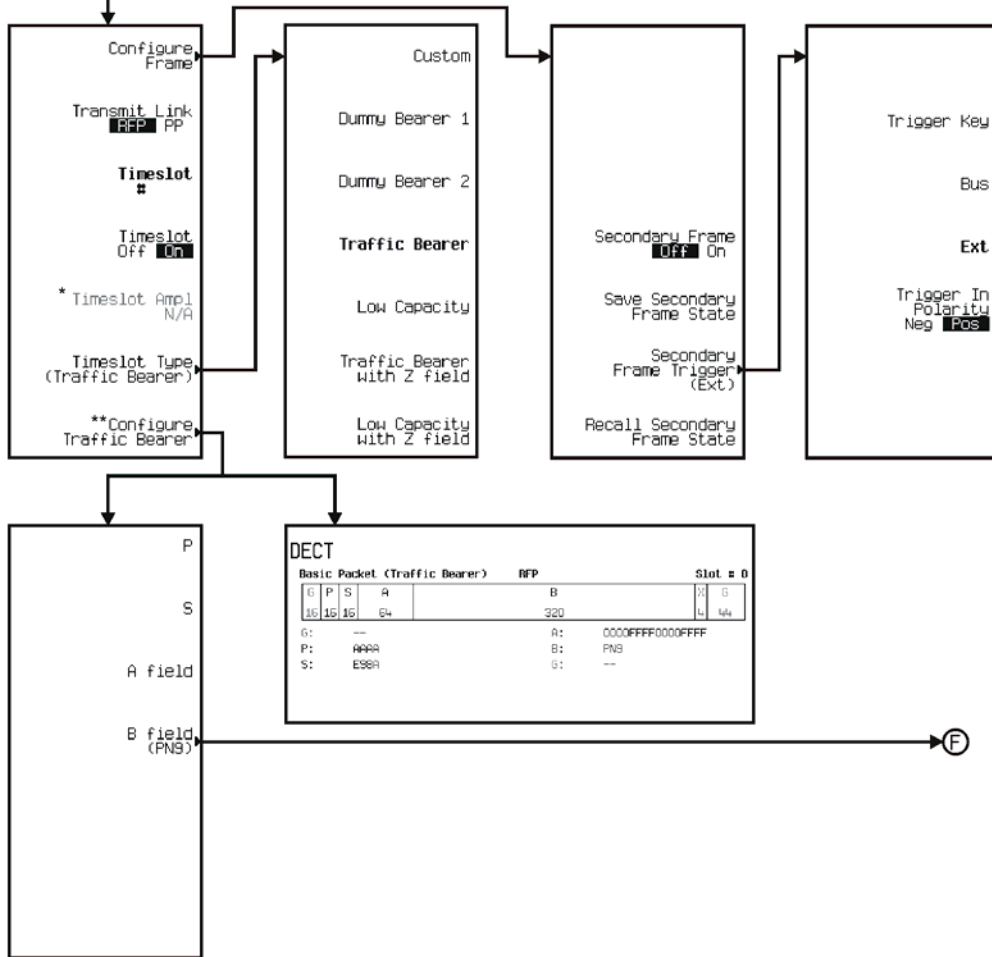 Configure
Frame
Transmit Link
RFP PP
Timeslot
#
Timeslot
Off On
* Timeslot Ampl
N/A
Timeslot Type
(Traffic Bearer)
**Configure
Traffic Bearer
Custom
Dummy Bearer 1
Dummy Bearer 2
Traffic Bearer
Low Capacity
Traffic Bearer
with Z field
Low Capacity
with Z field
Secondary Frame
Off On
Save Secondary
Frame State
Secondary
Frame Trigger
(Ext)
Recall Secondary
Frame State
Trigger Key
Bus
Ext
Trigger In
Polarity
Neg Pos
P
S
A field
B field
(PN9)
DECT
Basic Packet (Traffic Bearer) RFP Slot # 0
G P S A B X G
16 16 16 64 320 4 44
G: -- A: 0000FFFF0000FFFF
P: AAAA B: PN9
S: E98A G: --
F